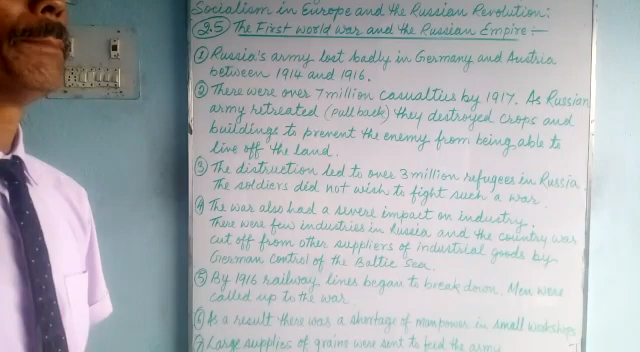 Socialism in Europe and the Russian Revolution:
2.5 The First World War and the Russian Empire:—
① Russia's army lost badly in Germany and Austria
between 1914 and 1916.
② There were over 7 million casualties by 1917. As Russian
army retreated (pull back) they destroyed crops and
buildings to prevent the enemy from being able to
live off the land.
③ The distruction led to over 3 million refugees in Russia.
The soldiers did not wish to fight such a war.
④ The war also had a severe impact on industry.
There were few industries in Russia and the country was
cut off from other suppliers of industrial goods by
German control of the Baltic Sea.
⑤ By 1916 railway lines began to break down. Men were
called up to the war.
⑥ As a result there was a shortage of manpower in small workshops.
⑦ Large supplies of grains were sent to feed the army